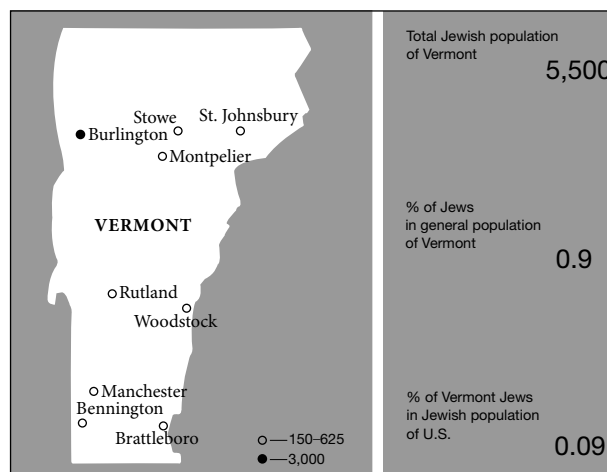 Stowe
St. Johnsbury
Burlington
Montpelier
VERMONT
Rutland
Woodstock
Manchester
Bennington
Brattleboro
150–625
3,000
Total Jewish population
of Vermont
5,500
% of Jews
in general population
of Vermont
0.9
% of Vermont Jews
in Jewish population
of U.S.
0.09